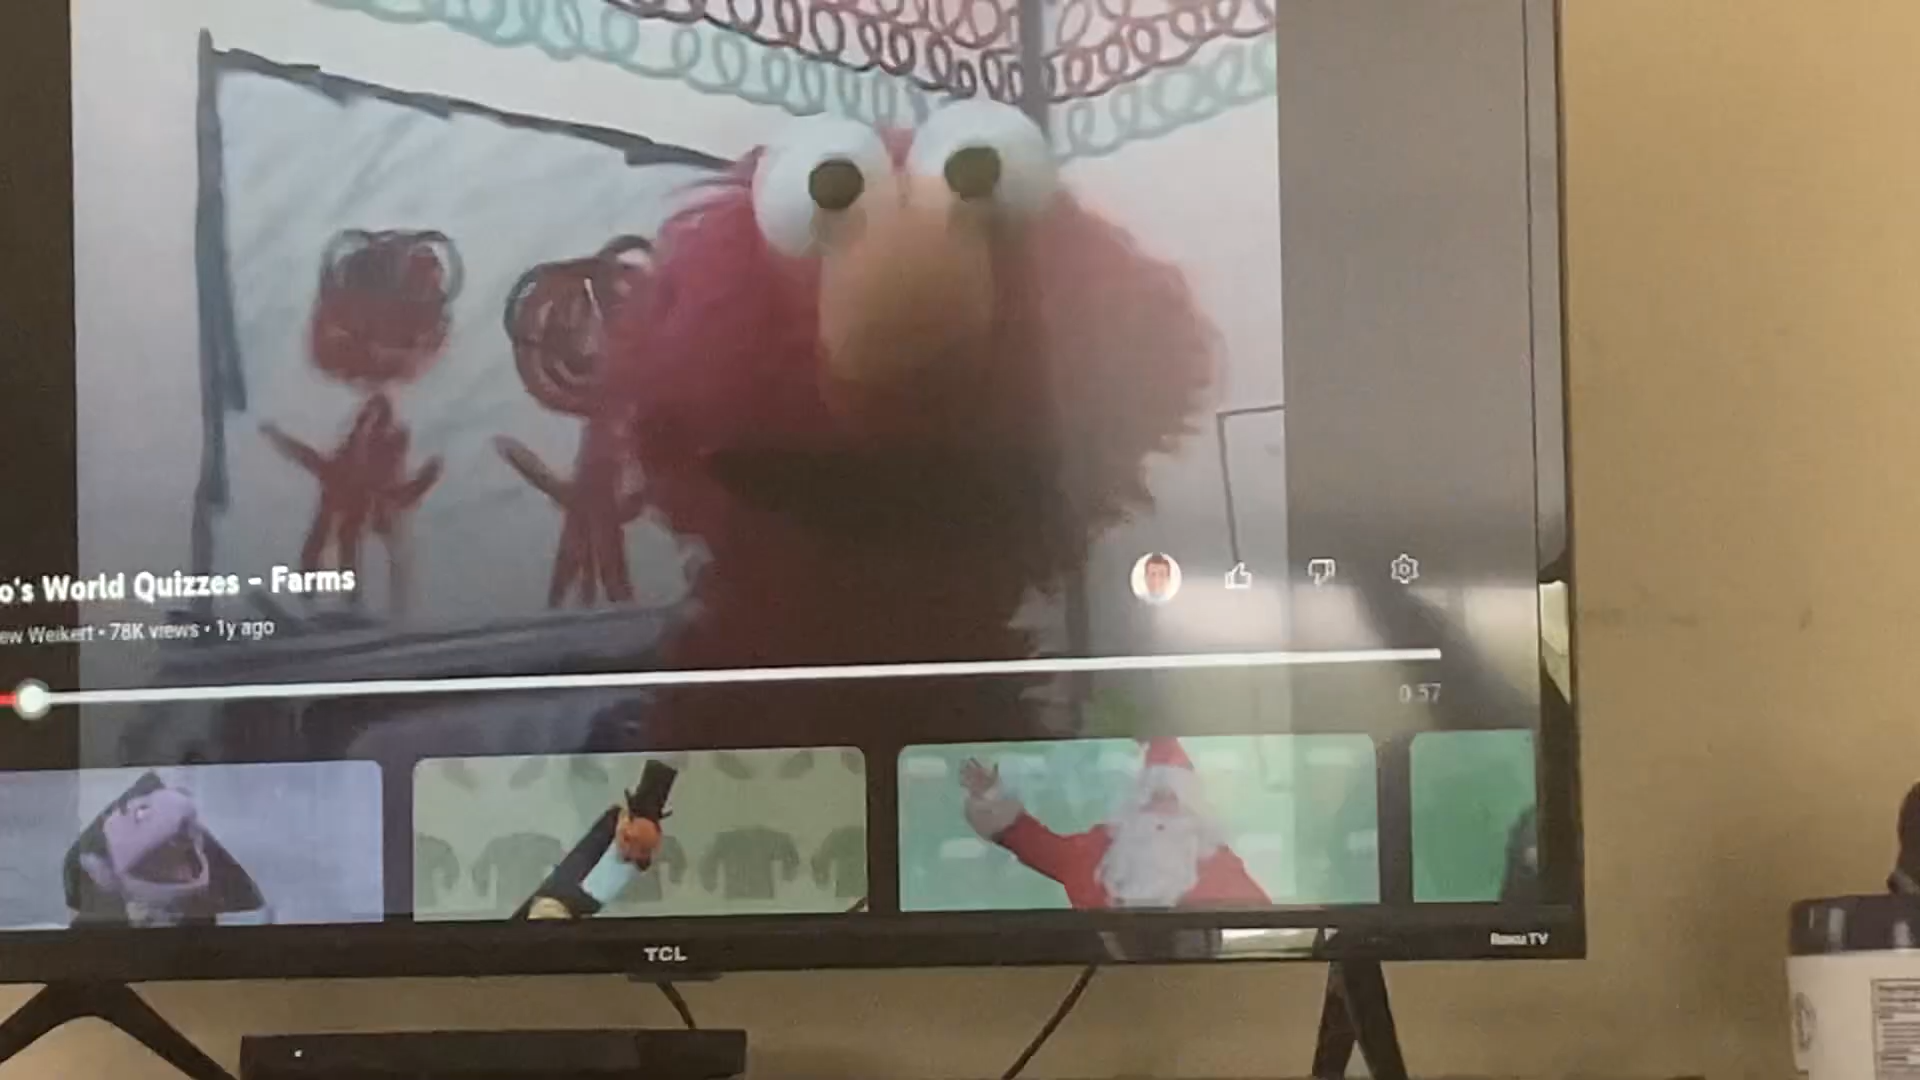 o's World Quizzes - Farms
ew Weikert • 78K views • 1y ago
0:57
TCL
Roku TV